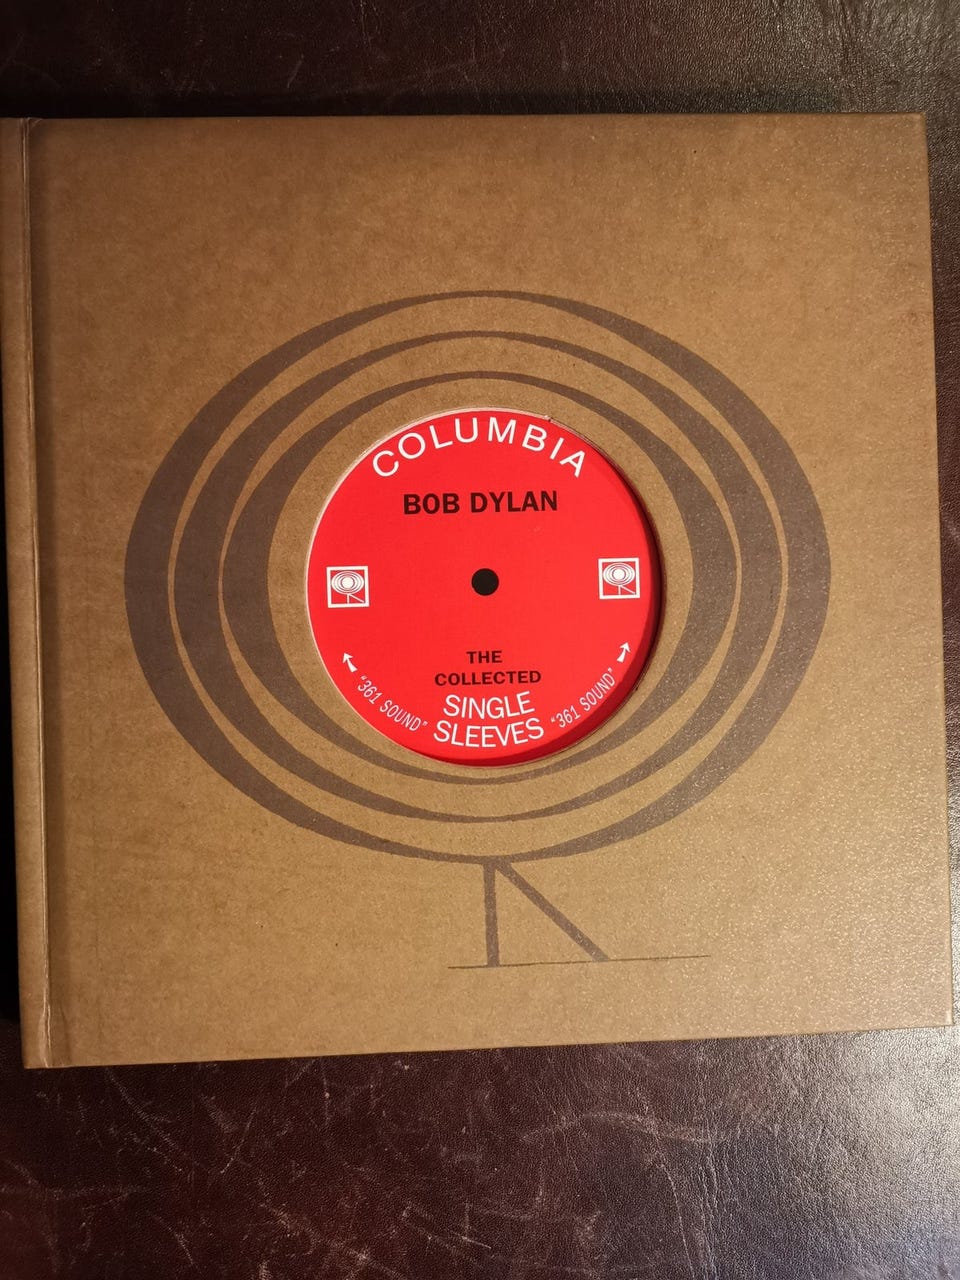 COLUMBIA
BOB DYLAN
THE
COLLECTED
SINGLE
SLEEVES
"361 SOUND"
"361 SOUND"